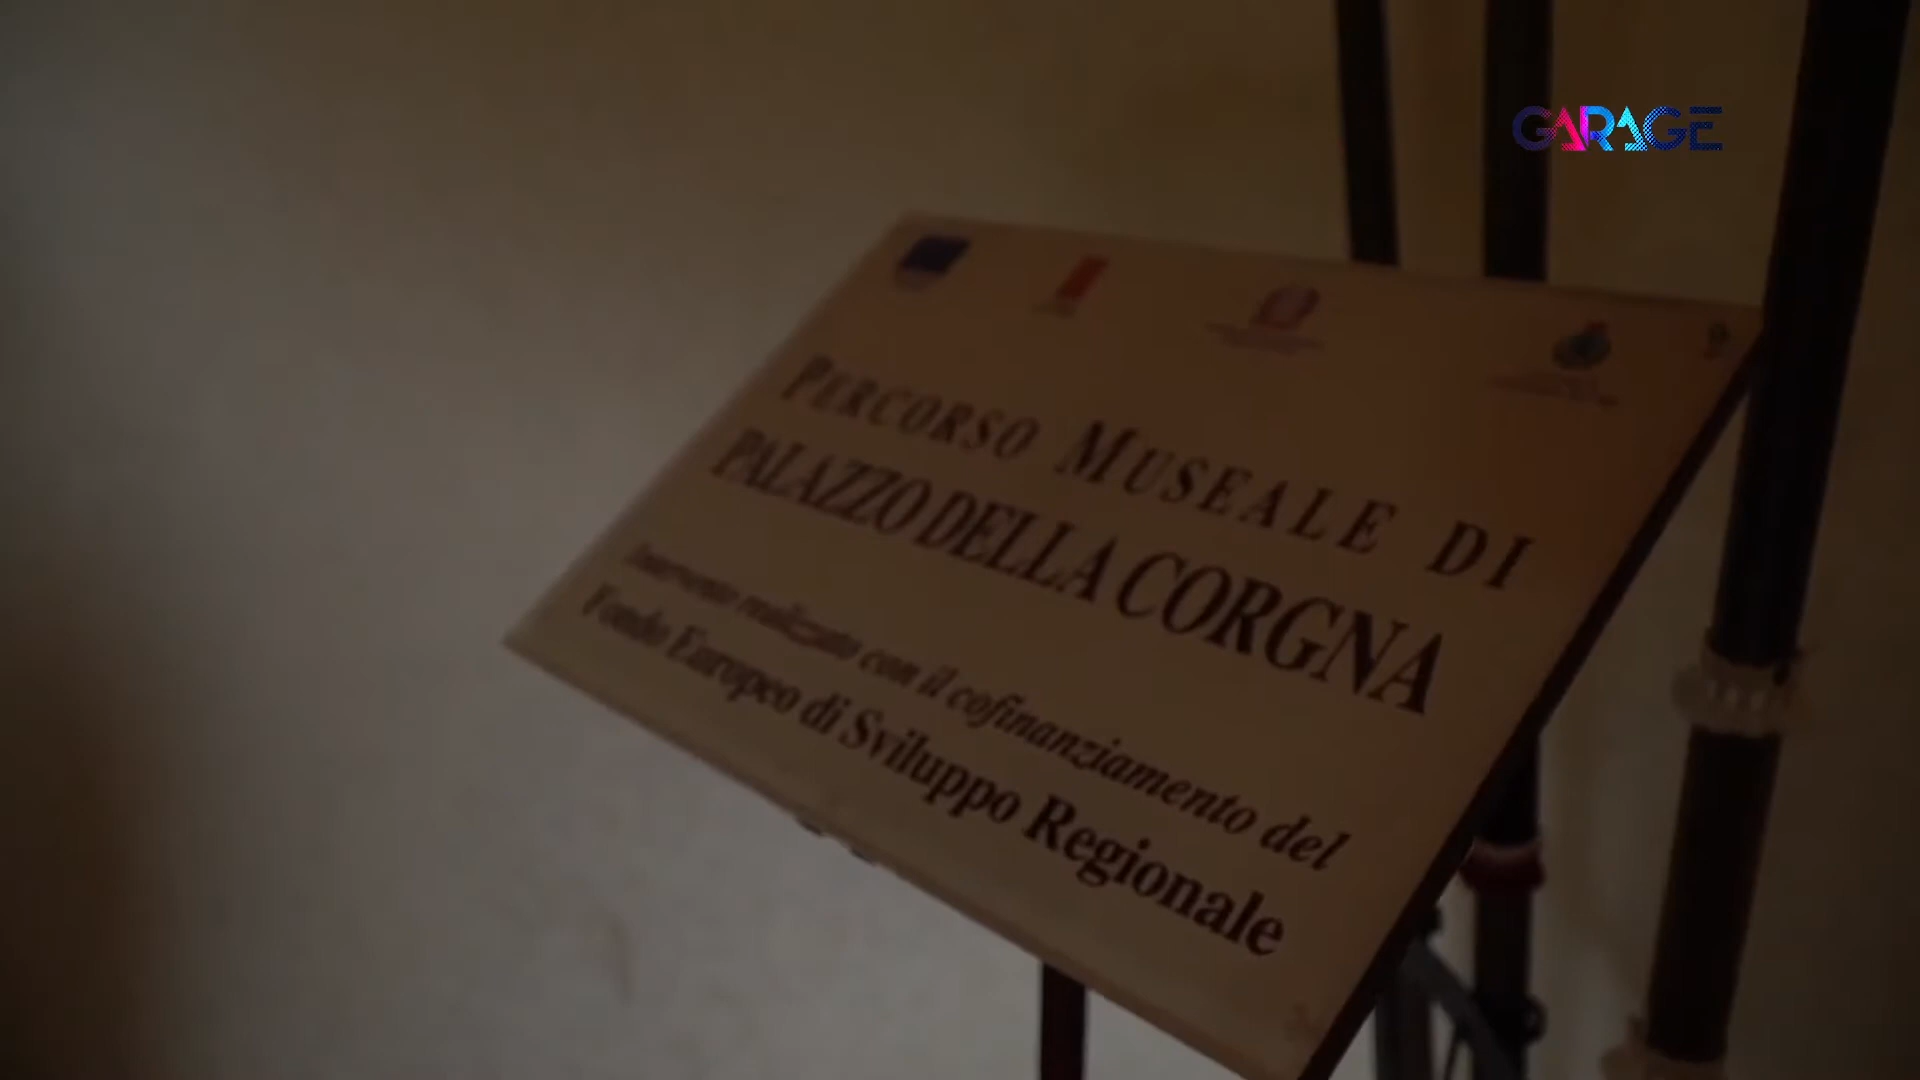 GARAGE
PERCORSO MUSEALE DI
PALAZZO DELLA CORGNA
Intervento realizzato con il cofinanziamento del
Fondo Europeo di Sviluppo Regionale